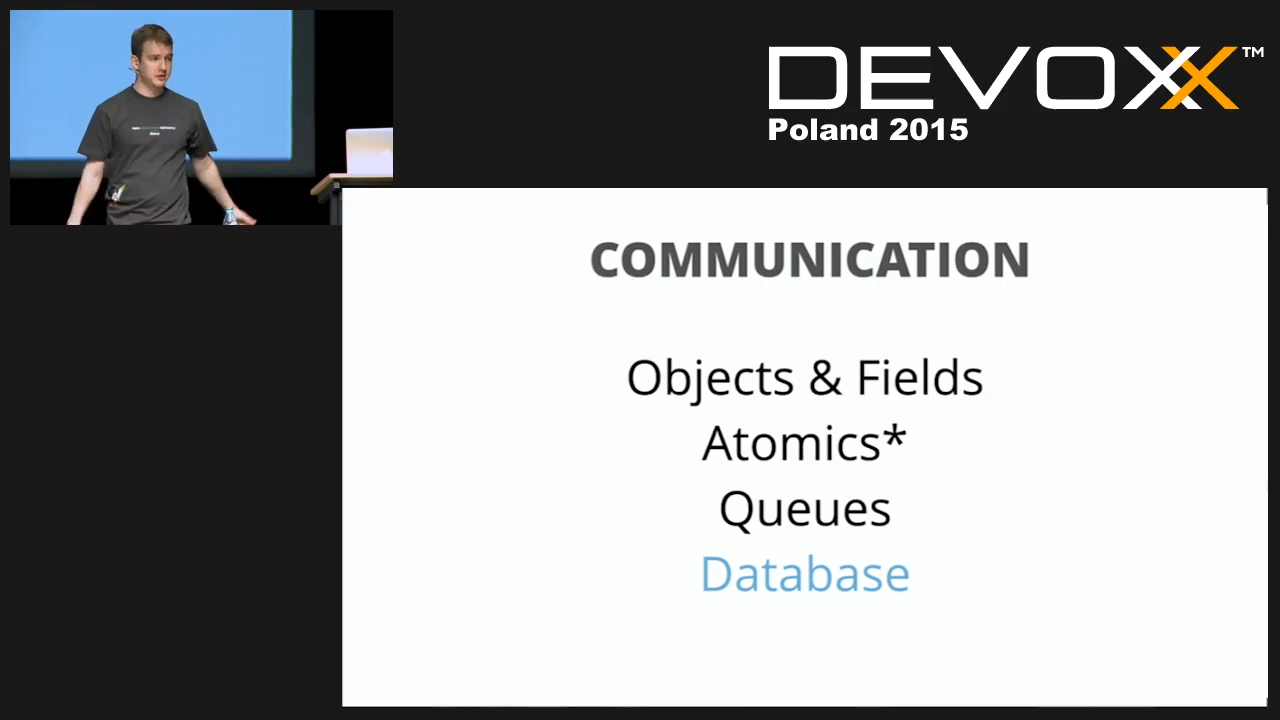 DEVOXX™
Poland 2015
COMMUNICATION
Objects & Fields
Atomics*
Queues
Database